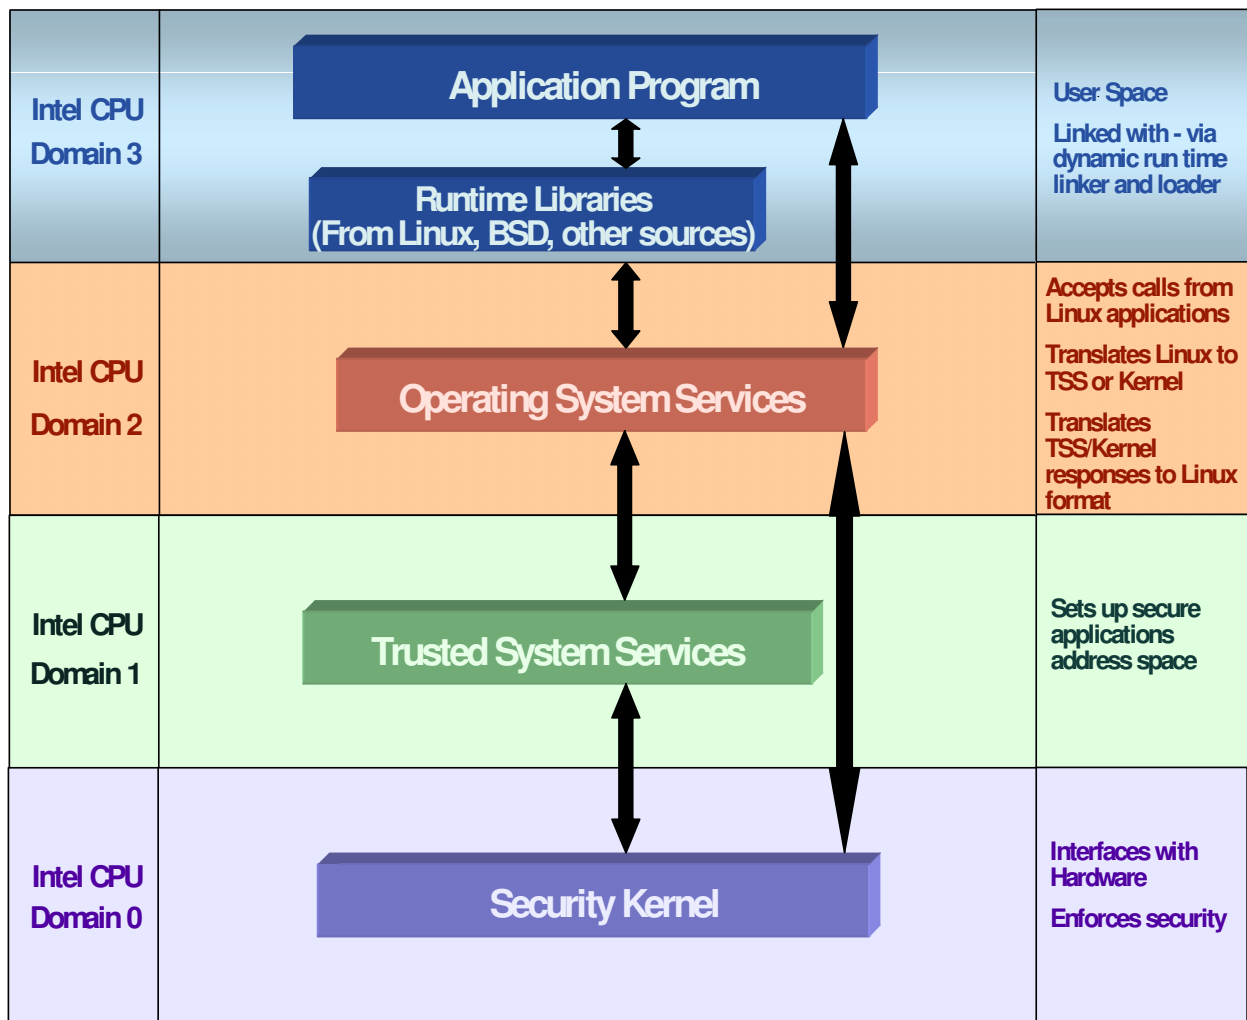 Intel CPU
Domain 3
Application Program
Runtime Libraries
(From Linux, BSD, other sources)
User Space
Linked with - via
dynamic run time
linker and loader
Intel CPU
Domain 2
Operating System Services
Accepts calls from
Linux applications
Translates Linux to
TSS or Kernel
Translates
TSS/Kernel
responses to Linux
format
Intel CPU
Domain 1
Trusted System Services
Sets up secure
applications
address space
Intel CPU
Domain 0
Security Kernel
Interfaces with
Hardware
Enforces security